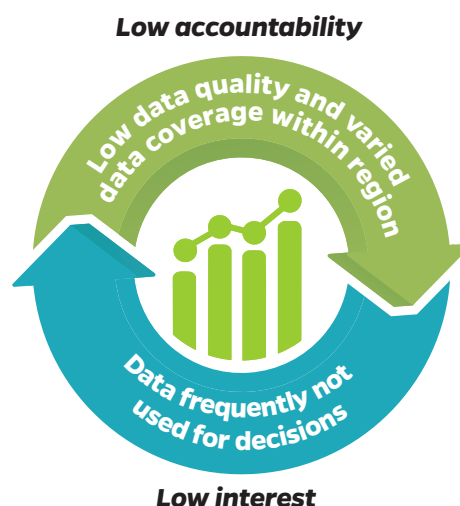 Low accountability
Low data quality and varied
data coverage within region
Data frequently not
used for decisions
Low interest